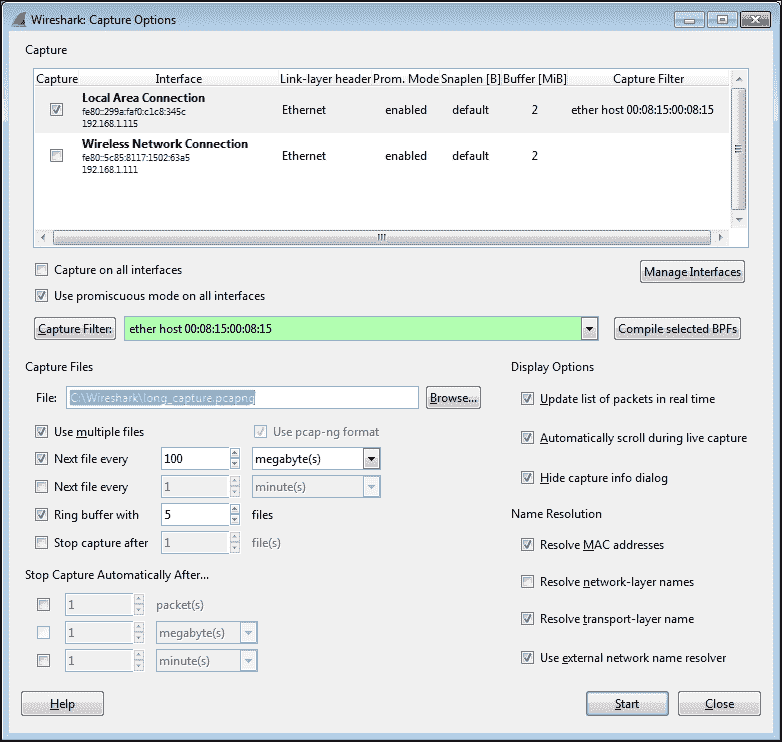 Wireshark: Capture Options
Capture
Capture Interface Link-layer header Prom. Mode Snaplen [B] Buffer [MiB] Capture Filter
Local Area Connection
fe80::299a:faf0:c1c8:345c
192.168.1.115
Ethernet enabled default 2 ether host 00:08:15:00:08:15
Wireless Network Connection
fe80::5c85:8117:1502:63a5
192.168.1.111
Ethernet enabled default 2
Capture on all interfaces
Manage Interfaces
Use promiscuous mode on all interfaces
Capture Filter: ether host 00:08:15:00:08:15 Compile selected BPFs
Capture Files
File: C:\Wireshark\long_capture.pcapng Browse...
Use multiple files Use pcap-ng format
Next file every 100 megabyte(s)
Next file every 1 minute(s)
Ring buffer with 5 files
Stop capture after 1 file(s)
Stop Capture Automatically After...
1 packet(s)
1 megabyte(s)
1 minute(s)
Display Options
Update list of packets in real time
Automatically scroll during live capture
Hide capture info dialog
Name Resolution
Resolve MAC addresses
Resolve network-layer names
Resolve transport-layer name
Use external network name resolver
Help Start Close